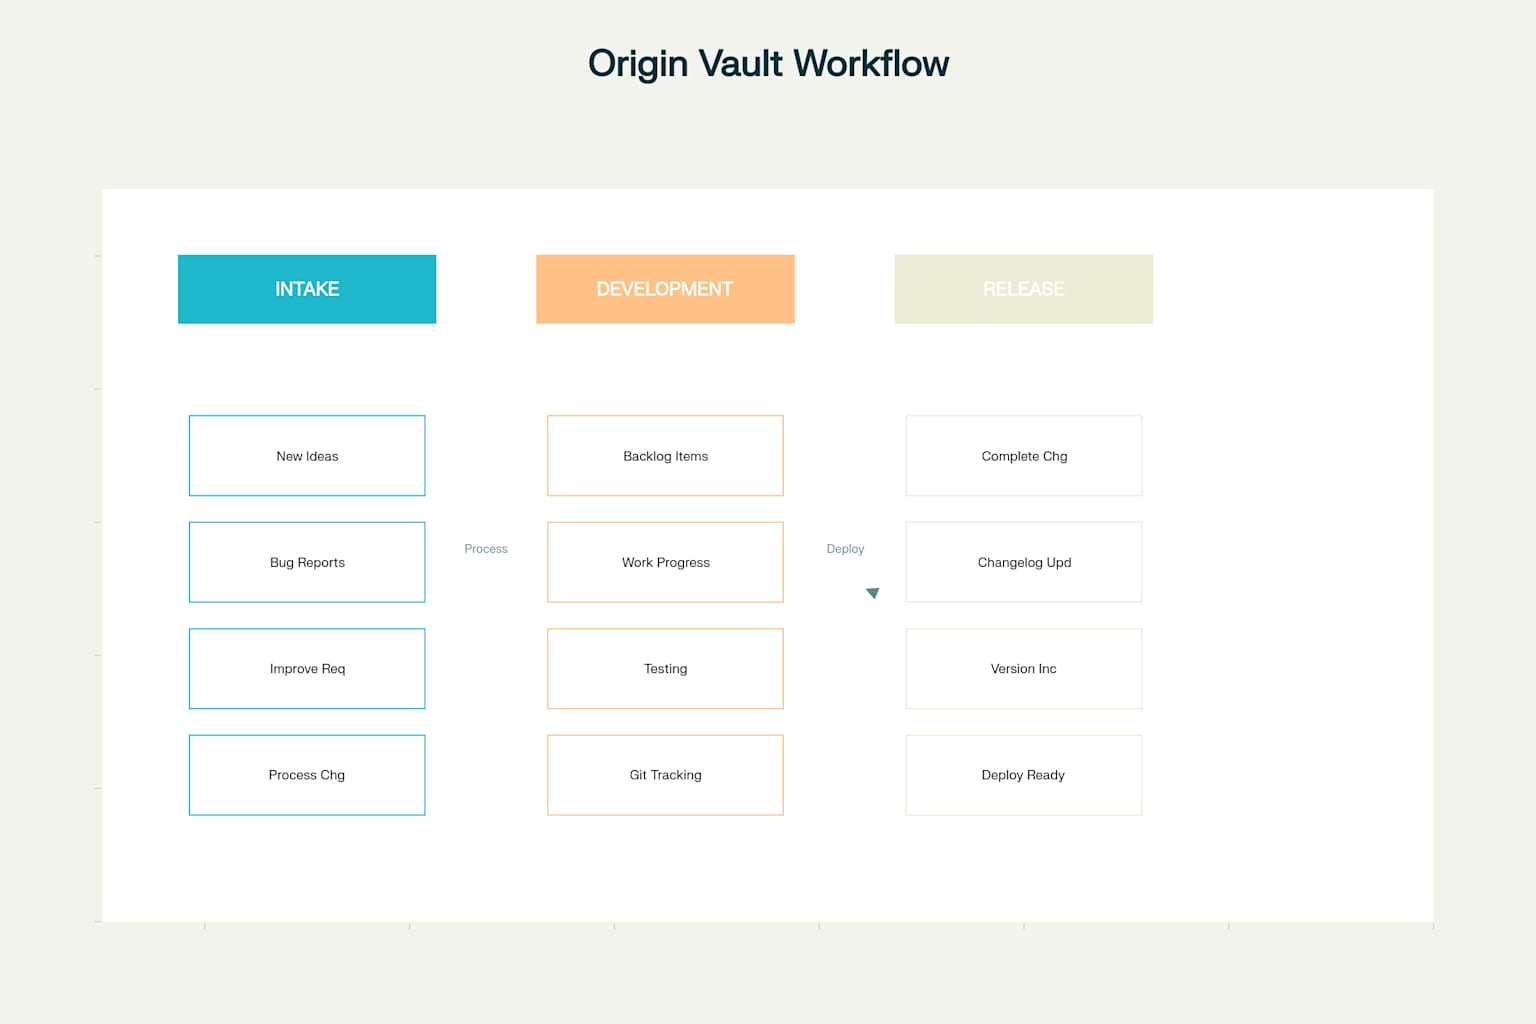 Origin Vault Workflow
INTAKE
DEVELOPMENT
RELEASE
New Ideas
Backlog Items
Complete Chg
Bug Reports
Process
Work Progress
Deploy
Changelog Upd
Improve Req
Testing
Version Inc
Process Chg
Git Tracking
Deploy Ready